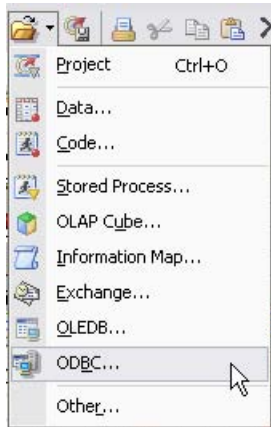 Project Ctrl+O
Data...
Code...
Stored Process...
OLAP Cube...
Information Map...
Exchange...
OLEDB...
ODBC...
Other...